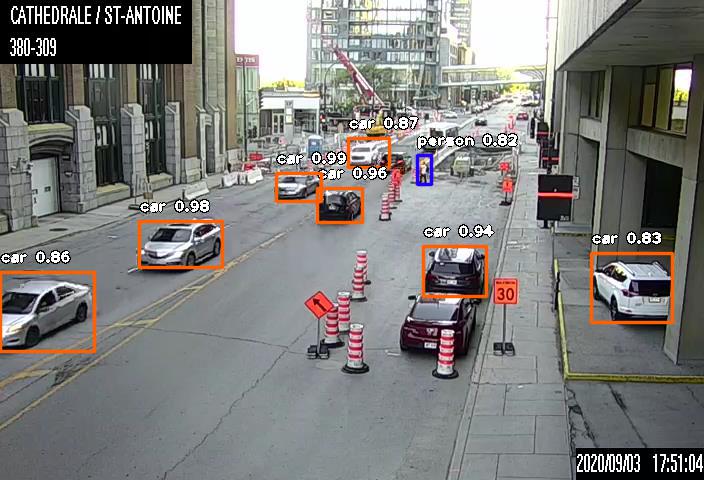 CATHEDRALE / ST-ANTOINE
380-309
car 0.87
person 0.82
car 0.99
car 0.96
car 0.98
car 0.94
car 0.83
car 0.86
30
2020/09/03 17:51:04